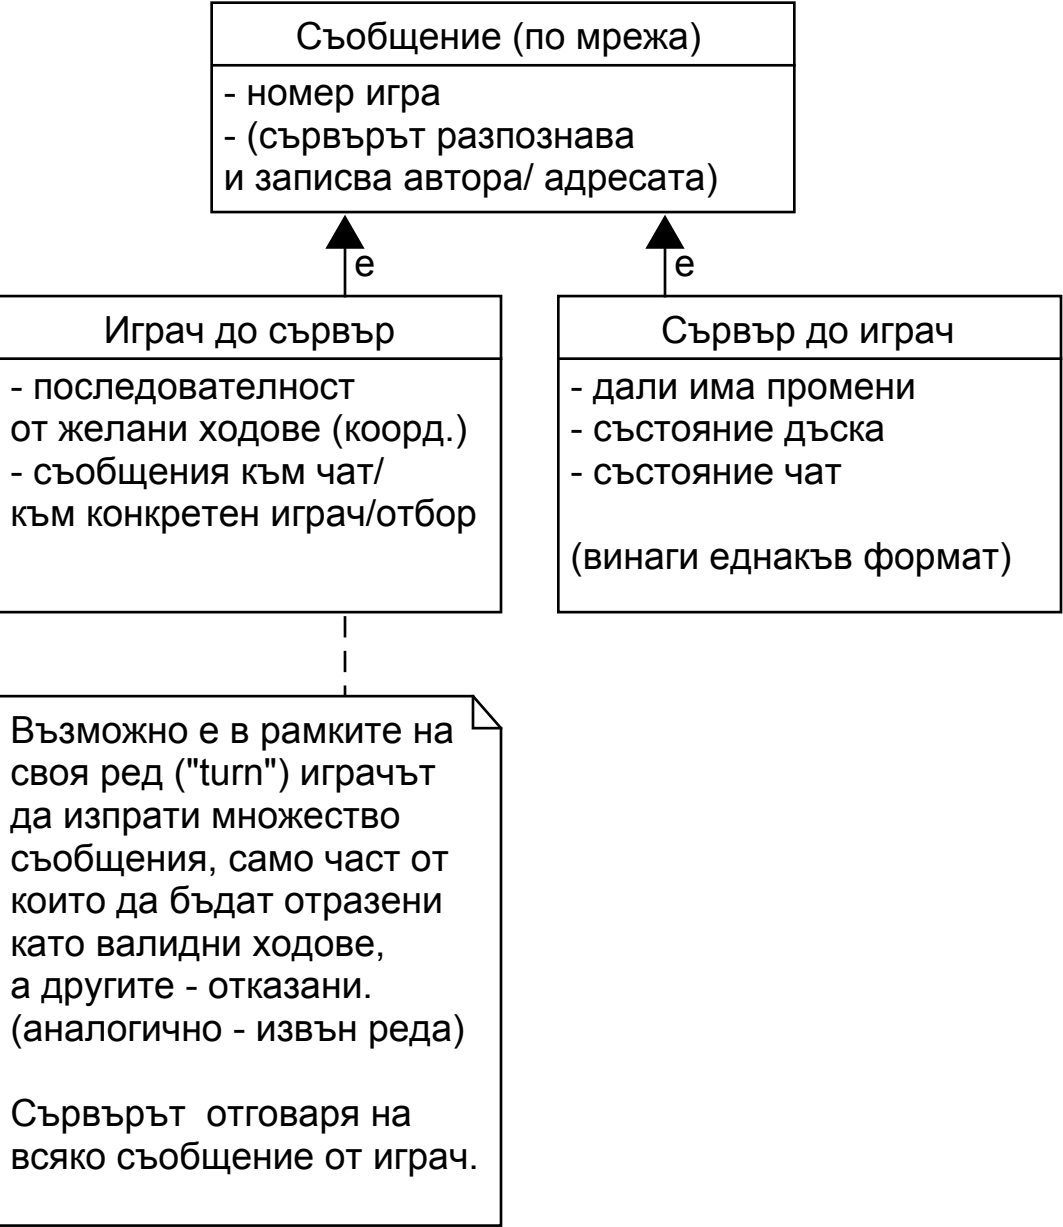 Съобщение (по мрежа)
- номер игра
- (сървърът разпознава
и записва автора/ адресата)
е
е
Играч до сървър
- последователност
от желани ходове (коорд.)
- съобщения към чат/
към конкретен играч/отбор
Сървър до играч
- дали има промени
- състояние дъска
- състояние чат
(винаги еднакъв формат)
Възможно е в рамките на
своя ред ("turn") играчът
да изпрати множество
съобщения, само част от
които да бъдат отразени
като валидни ходове,
а другите - отказани.
(аналогично - извън реда)
Сървърът  отговаря на
всяко съобщение от играч.